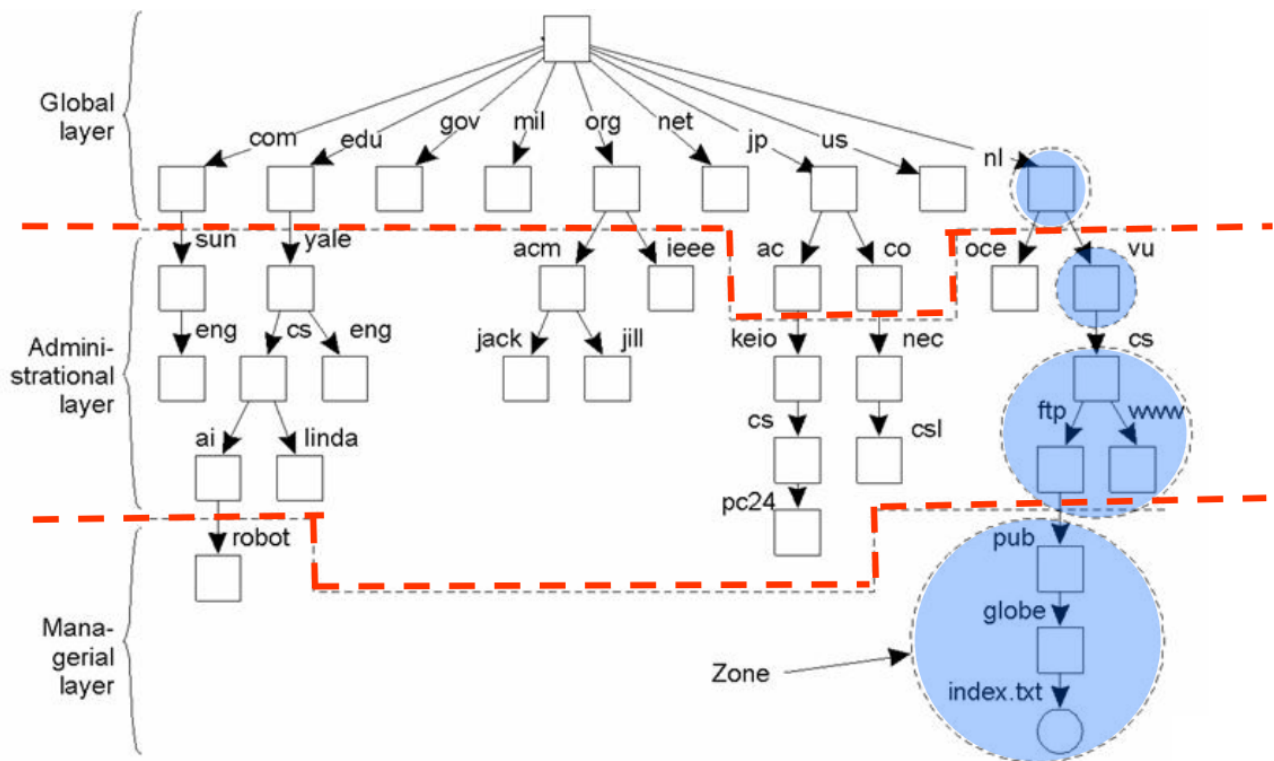 Global
layer
com
edu
gov
mil
org
net
jp
us
nl
sun
yale
acm
ieee
ac
co
oce
vu
Admini-
strational
layer
eng
cs
eng
jack
jill
keio
nec
cs
ai
linda
cs
csl
ftp
www
pc24
robot
pub
Mana-
gerial
layer
globe
Zone
index.txt